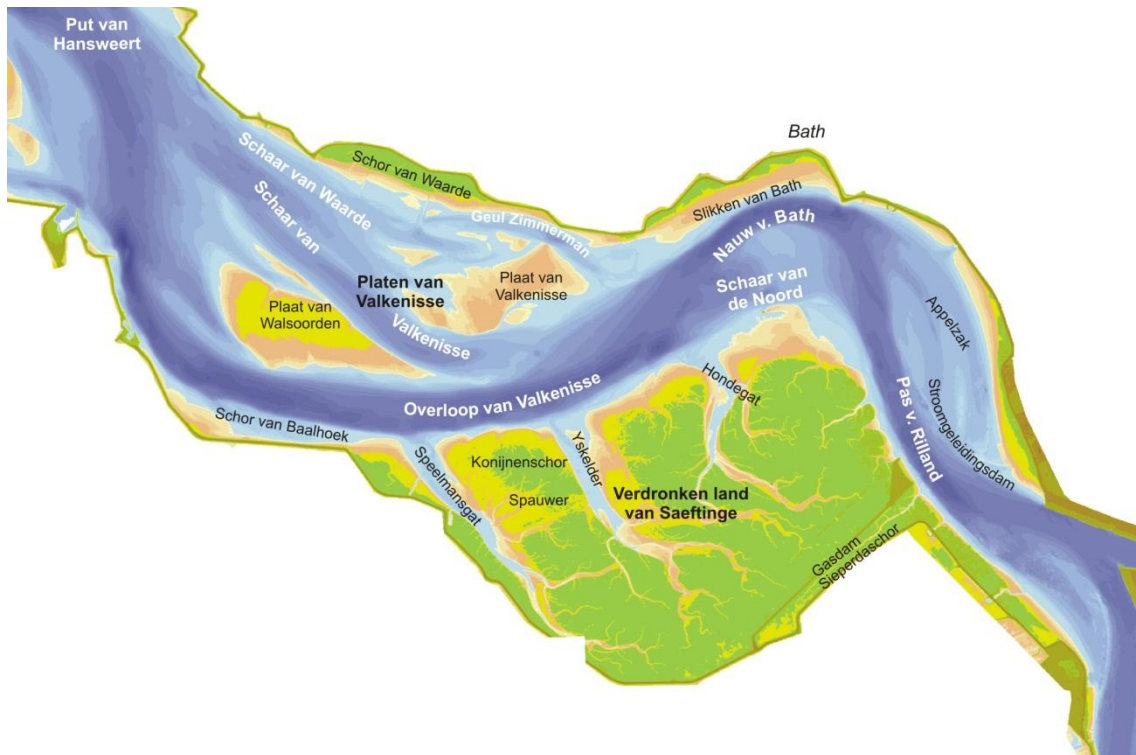 Put van
Hansweert
Bath
Schor van Waarde
Schaar van Waarde
Slikken van Bath
Geul Zimmerman
Nauw v. Bath
Schaar van
Valkenisse
Platen van
Valkenisse
Plaat van
Valkenisse
Schaar van
de Noord
Plaat van
Walsoorden
Appelzak
Hondegat
Overloop van Valkenisse
Pas v. Rilland
Stroomgeleidingsdam
Schor van Baalhoek
Speelmansgat
Konijnenschor
Yskelder
Spauwer
Verdronken land
van Saeftinge
Gasdam
Sieperdaschor